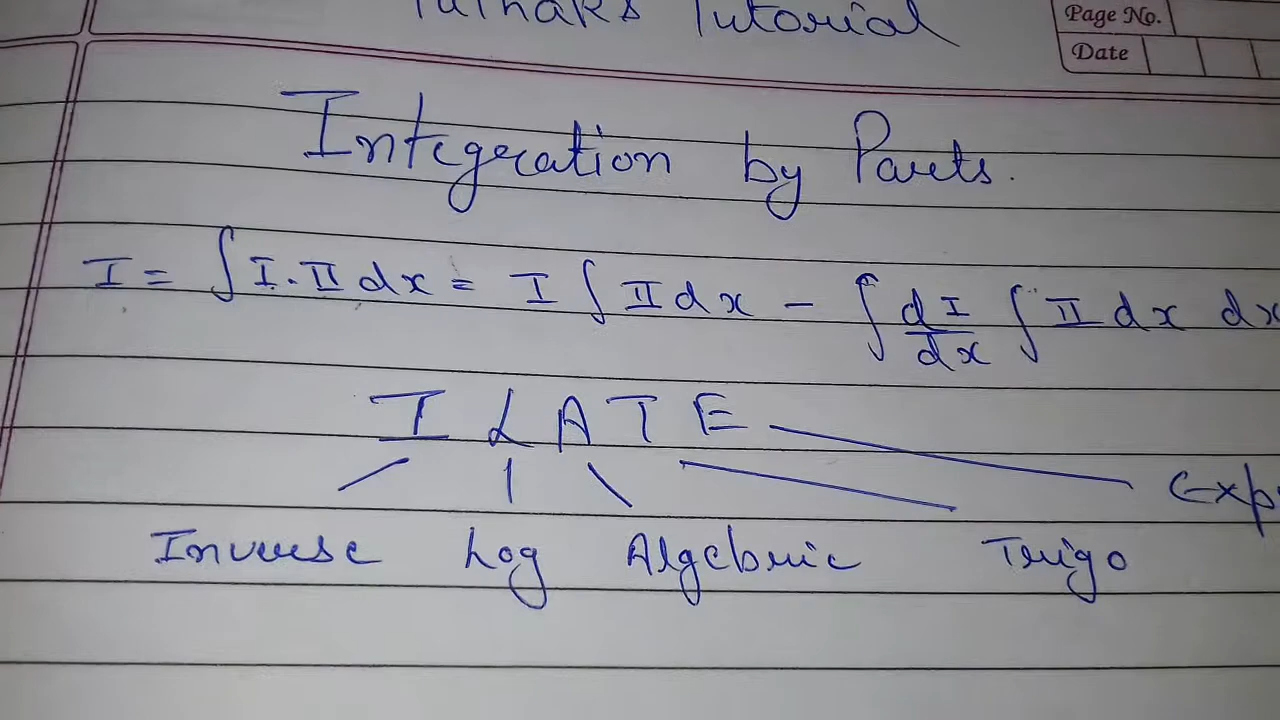 Tutorial
Page No.
Date
Integration by Parts.
I = ∫ I . II dx = I ∫ II dx - ∫ dI/dx ∫ II dx dx
I L A T E
Exp
Inverse Log Algebric Trigo